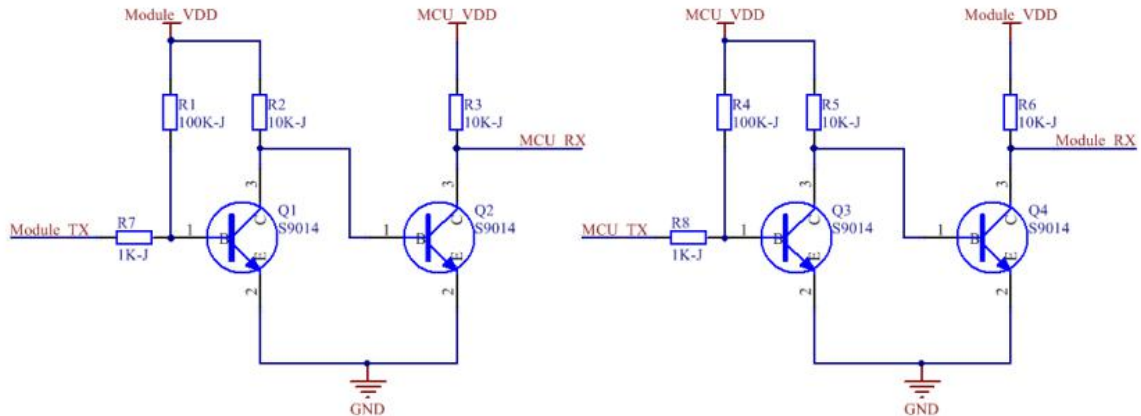 Module_VDD
MCU_VDD
MCU_VDD
Module_VDD
R1
100K-J
R2
10K-J
R3
10K-J
R4
100K-J
R5
10K-J
R6
10K-J
MCU_RX
Module_RX
3
3
3
3
Module_TX
R7
1K-J
1
B
C
E
Q1
S9014
2
1
B
C
E
Q2
S9014
2
MCU_TX
R8
1K-J
1
B
C
E
Q3
S9014
2
1
B
C
E
Q4
S9014
2
GND
GND